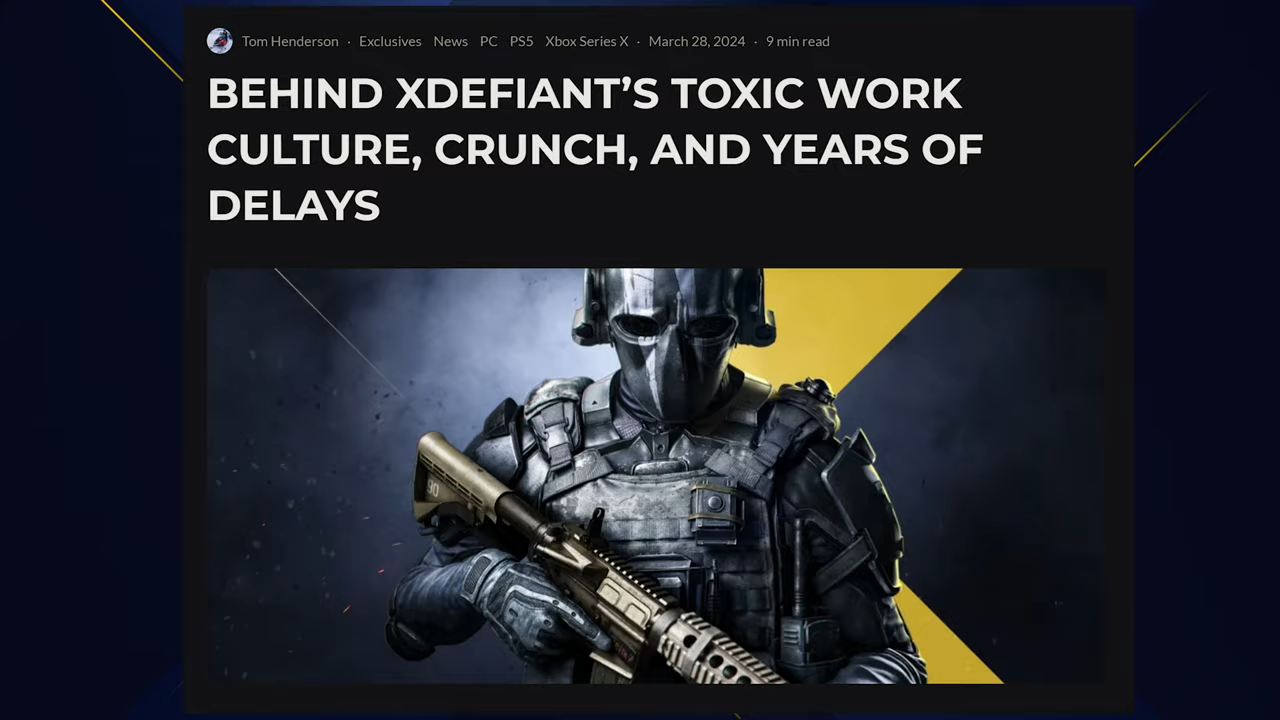 Tom Henderson · Exclusives News PC PS5 Xbox Series X · March 28, 2024 · 9 min read
BEHIND XDEFIANT’S TOXIC WORK
CULTURE, CRUNCH, AND YEARS OF
DELAYS